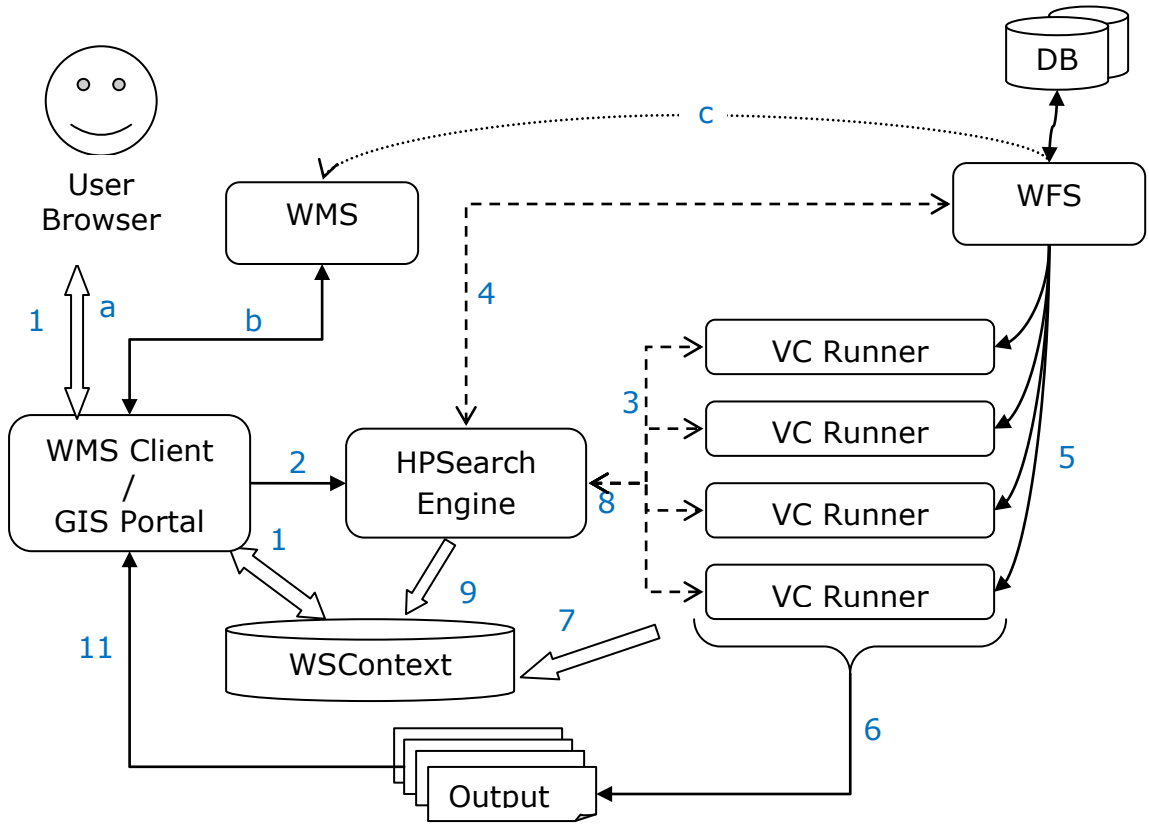 DB
c
User
Browser
WMS
WFS
1
a
b
4
VC Runner
3
VC Runner
WMS Client
/
GIS Portal
2
HPSearch
Engine
8
5
VC Runner
1
9
VC Runner
7
11
WSContext
6
Output